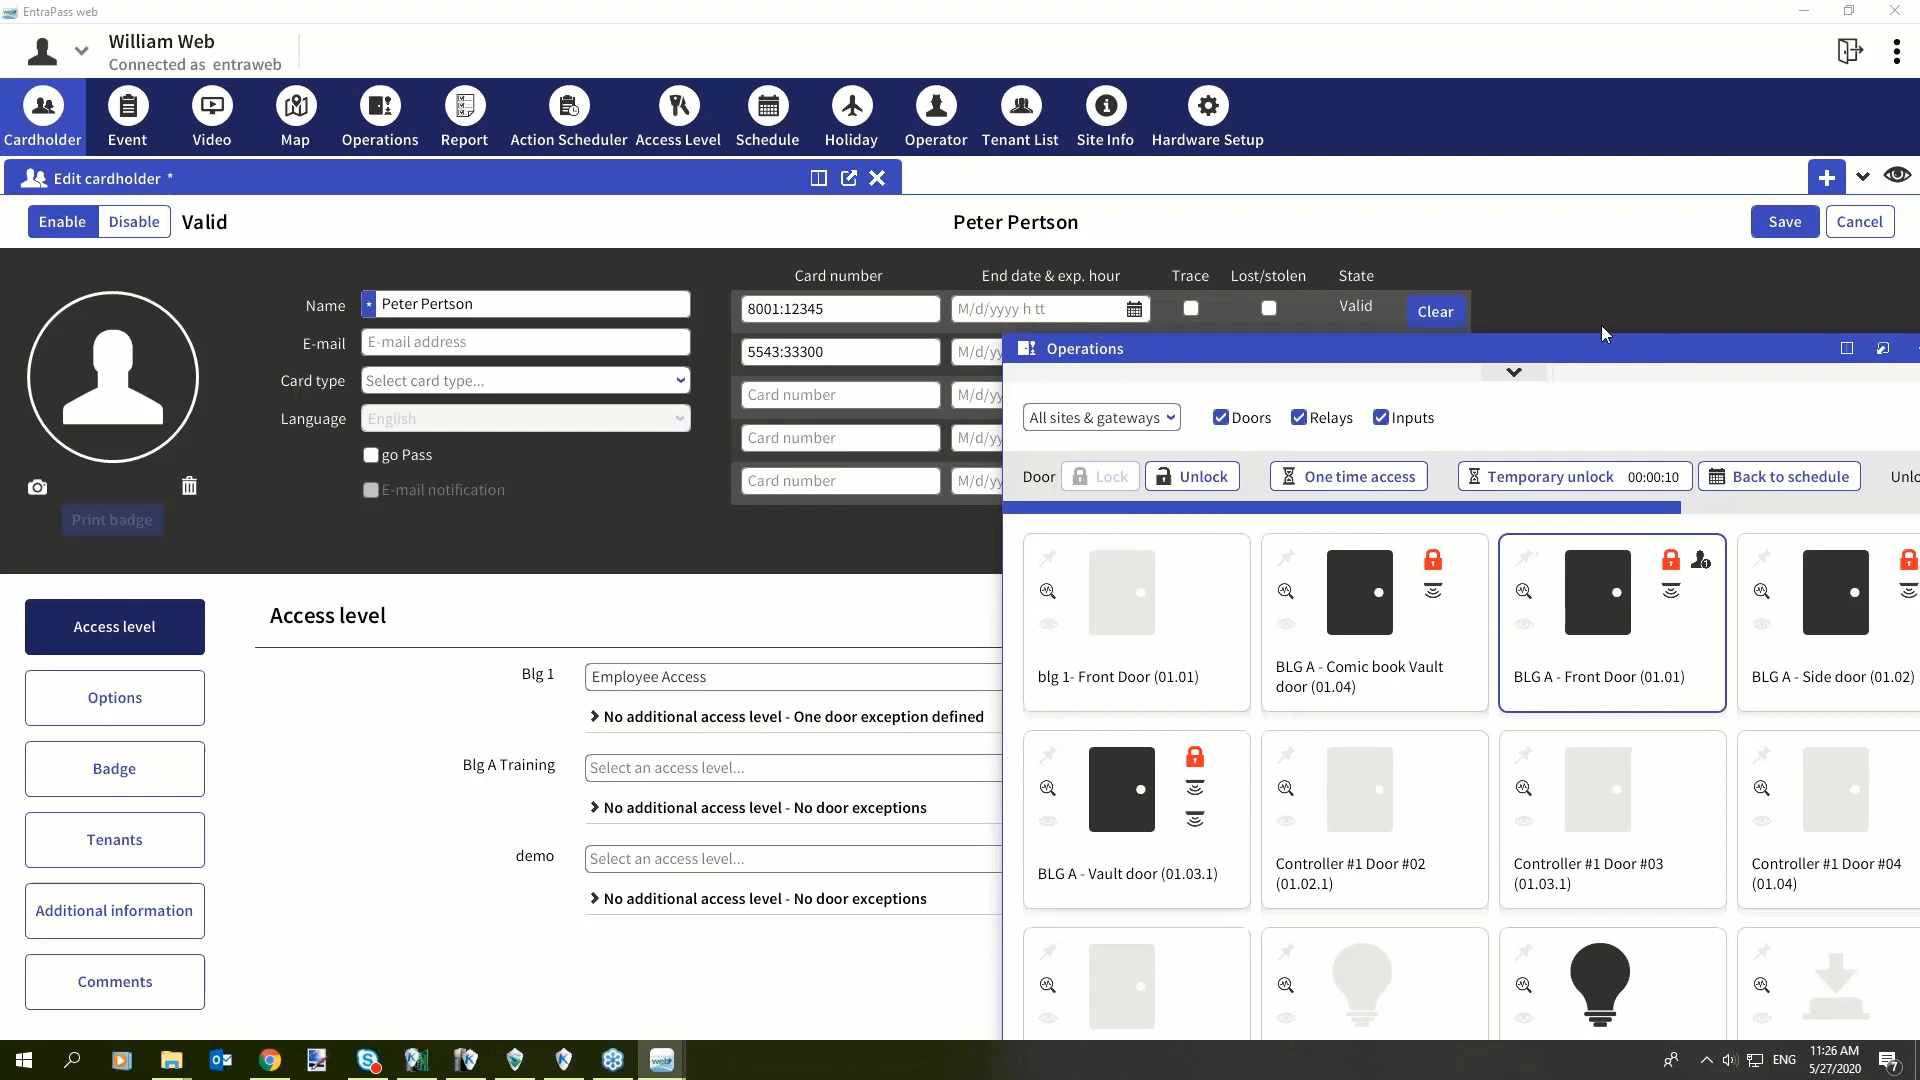 EntraPass web
William Web
Connected as entraweb
Cardholder Event Video Map Operations Report Action Scheduler Access Level Schedule Holiday Operator Tenant List Site Info Hardware Setup
Edit cardholder *
Enable Disable Valid Peter Pertson Save Cancel
Card number End date & exp. hour Trace Lost/stolen State
Name * Peter Pertson 8001:12345 M/d/yyyy h tt Valid Clear
E-mail E-mail address 5543:33300 M/d/yy
Operations
Card type Select card type... Card number M/d/yy
Language English Card number M/d/yy
All sites & gateways Doors Relays Inputs
go Pass
Card number M/d/yy
E-mail notification
Door Lock Unlock One time access Temporary unlock 00:00:10 Back to schedule Unlo
Print badge
Access level
Access level
Blg 1 Employee Access
No additional access level - One door exception defined
blg 1- Front Door (01.01)
BLG A - Comic book Vault
door (01.04)
BLG A - Front Door (01.01)
BLG A - Side door (01.02)
Options
Blg A Training Select an access level...
No additional access level - No door exceptions
Badge
Tenants
demo Select an access level...
No additional access level - No door exceptions
BLG A - Vault door (01.03.1)
Controller #1 Door #02
(01.02.1)
Controller #1 Door #03
(01.03.1)
Controller #1 Door #04
(01.04)
Additional information
Comments
ENG
11:26 AM
5/27/2020
7